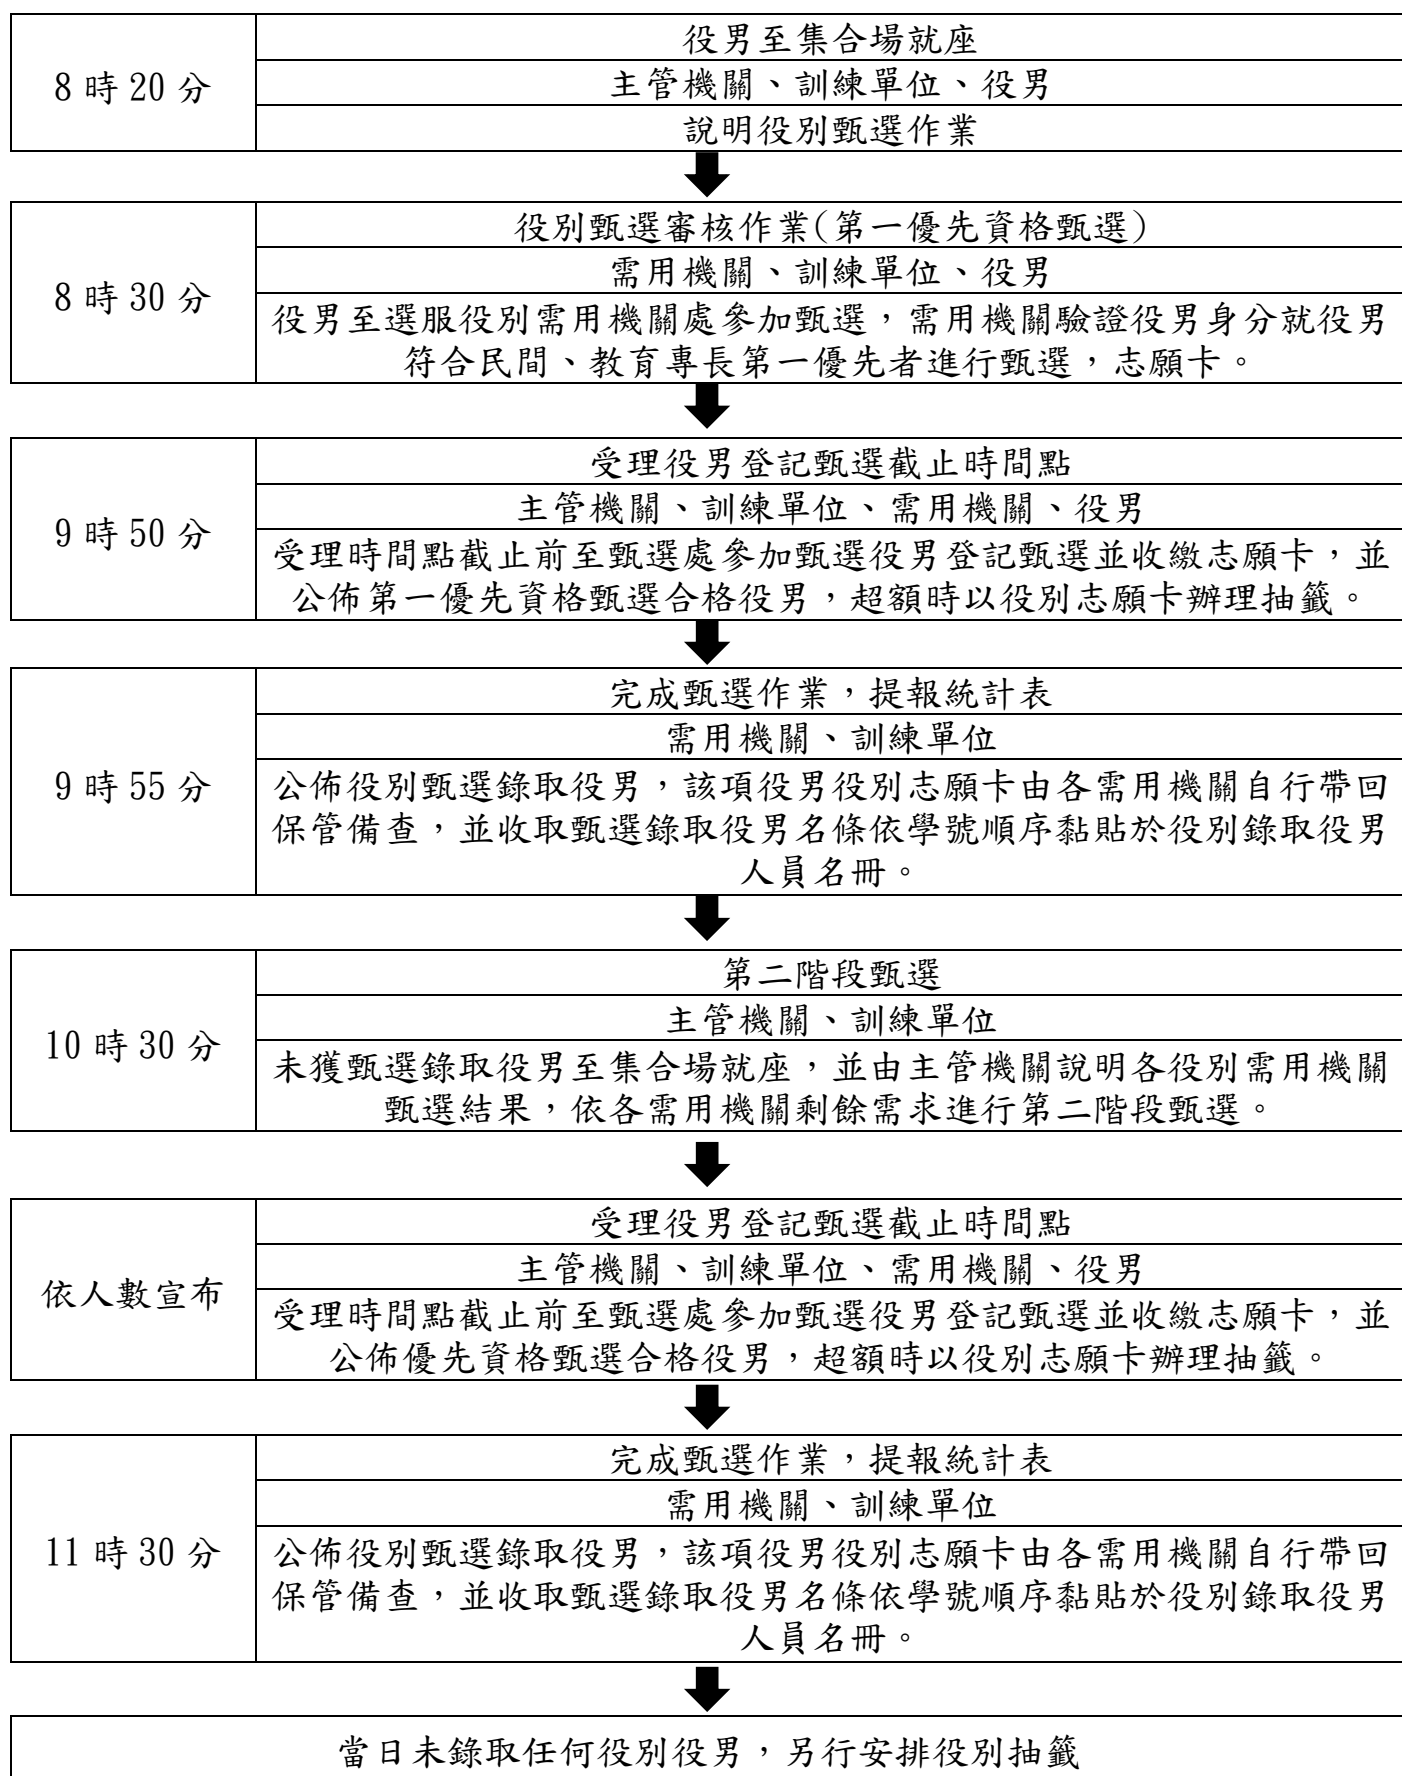 8 時 20 分
役男至集合場就座
主管機關、訓練單位、役男
說明役別甄選作業
8 時 30 分
役別甄選審核作業(第一優先資格甄選)
需用機關、訓練單位、役男
役男至選服役別需用機關處參加甄選，需用機關驗證役男身分就役男
符合民間、教育專長第一優先者進行甄選，志願卡。
9 時 50 分
受理役男登記甄選截止時間點
主管機關、訓練單位、需用機關、役男
受理時間點截止前至甄選處參加甄選役男登記甄選並收繳志願卡，並
公佈第一優先資格甄選合格役男，超額時以役別志願卡辦理抽籤。
9 時 55 分
完成甄選作業，提報統計表
需用機關、訓練單位
公佈役別甄選錄取役男，該項役男役別志願卡由各需用機關自行帶回
保管備查，並收取甄選錄取役男名條依學號順序黏貼於役別錄取役男
人員名冊。
10 時 30 分
第二階段甄選
主管機關、訓練單位
未獲甄選錄取役男至集合場就座，並由主管機關說明各役別需用機關
甄選結果，依各需用機關剩餘需求進行第二階段甄選。
依人數宣布
受理役男登記甄選截止時間點
主管機關、訓練單位、需用機關、役男
受理時間點截止前至甄選處參加甄選役男登記甄選並收繳志願卡，並
公佈優先資格甄選合格役男，超額時以役別志願卡辦理抽籤。
11 時 30 分
完成甄選作業，提報統計表
需用機關、訓練單位
公佈役別甄選錄取役男，該項役男役別志願卡由各需用機關自行帶回
保管備查，並收取甄選錄取役男名條依學號順序黏貼於役別錄取役男
人員名冊。
當日未錄取任何役別役男，另行安排役別抽籤